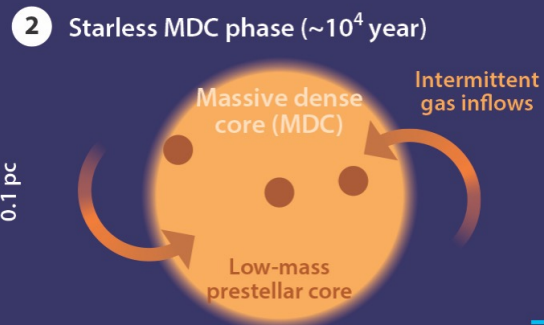 2 Starless MDC phase (~10⁴ year)
Massive dense
core (MDC)
Intermittent
gas inflows
0.1 pc
Low-mass
prestellar core